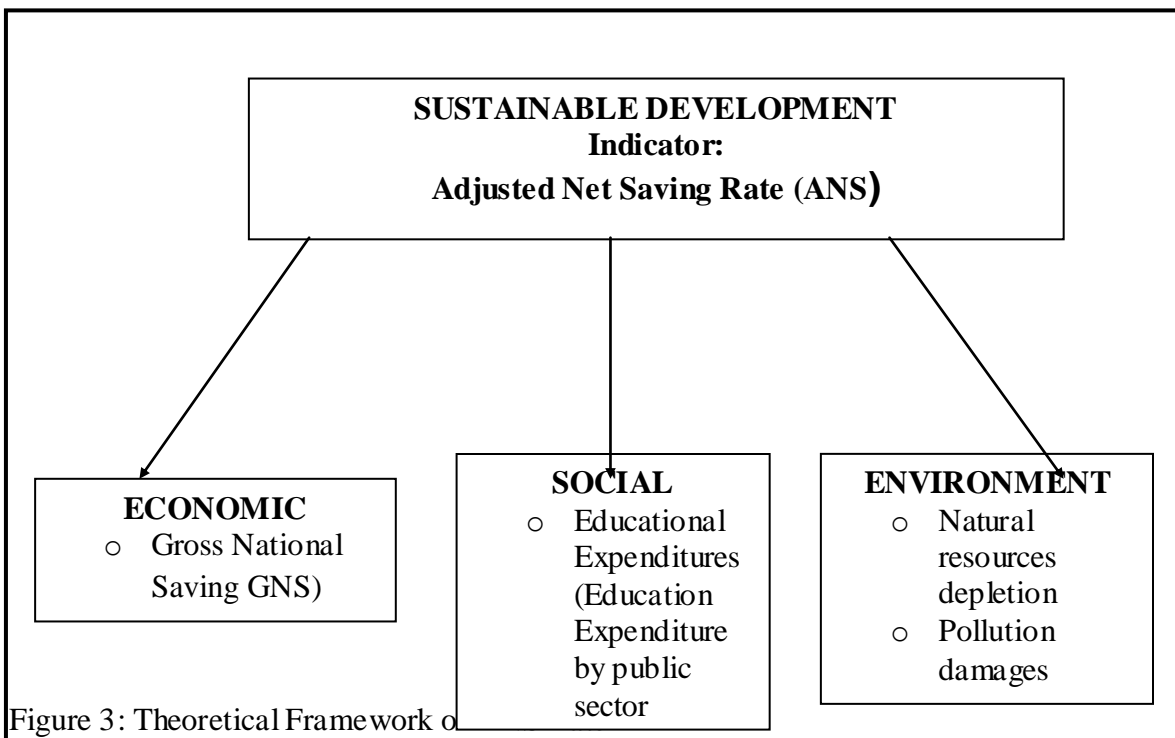 SUSTAINABLE DEVELOPMENT
Indicator:
Adjusted Net Saving Rate (ANS)
ECONOMIC
o Gross National
Saving GNS)
SOCIAL
o Educational
Expenditures
(Education
Expenditure
by public
sector
ENVIRONMENT
o Natural
resources
depletion
o Pollution
damages
Figure 3: Theoretical Framework